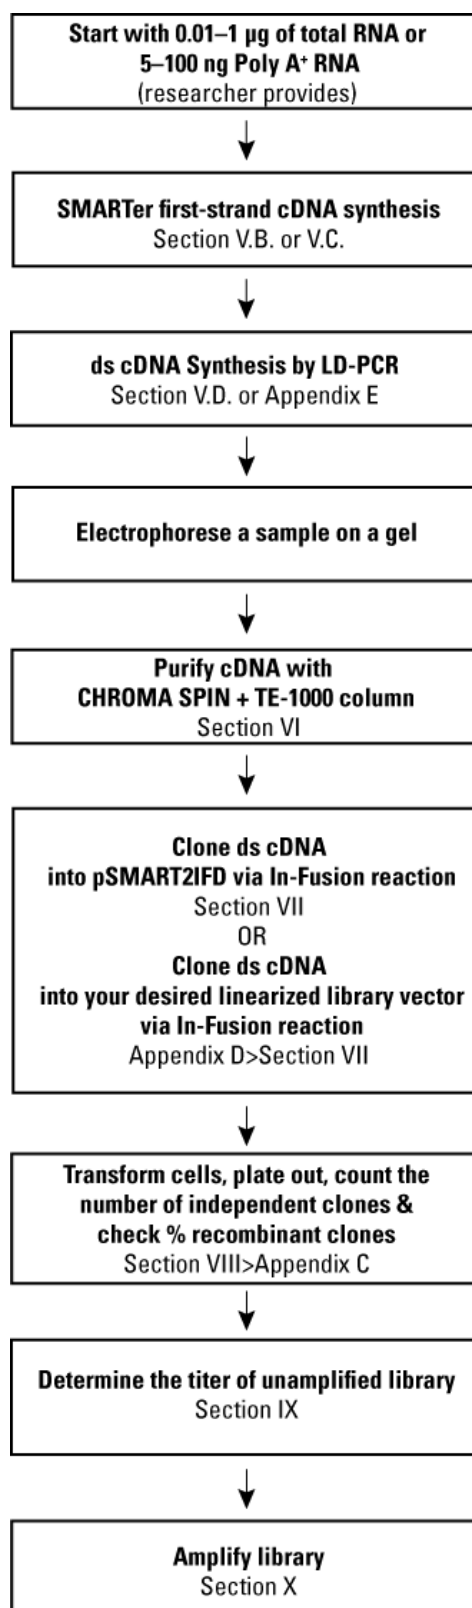 Start with 0.01–1 µg of total RNA or
5–100 ng Poly A⁺ RNA
(researcher provides)
SMARTer first-strand cDNA synthesis
Section V.B. or V.C.
ds cDNA Synthesis by LD-PCR
Section V.D. or Appendix E
Electrophorese a sample on a gel
Purify cDNA with
CHROMA SPIN + TE-1000 column
Section VI
Clone ds cDNA
into pSMART2IFD via In-Fusion reaction
Section VII
OR
Clone ds cDNA
into your desired linearized library vector
via In-Fusion reaction
Appendix D>Section VII
Transform cells, plate out, count the
number of independent clones &
check % recombinant clones
Section VIII>Appendix C
Determine the titer of unamplified library
Section IX
Amplify library
Section X